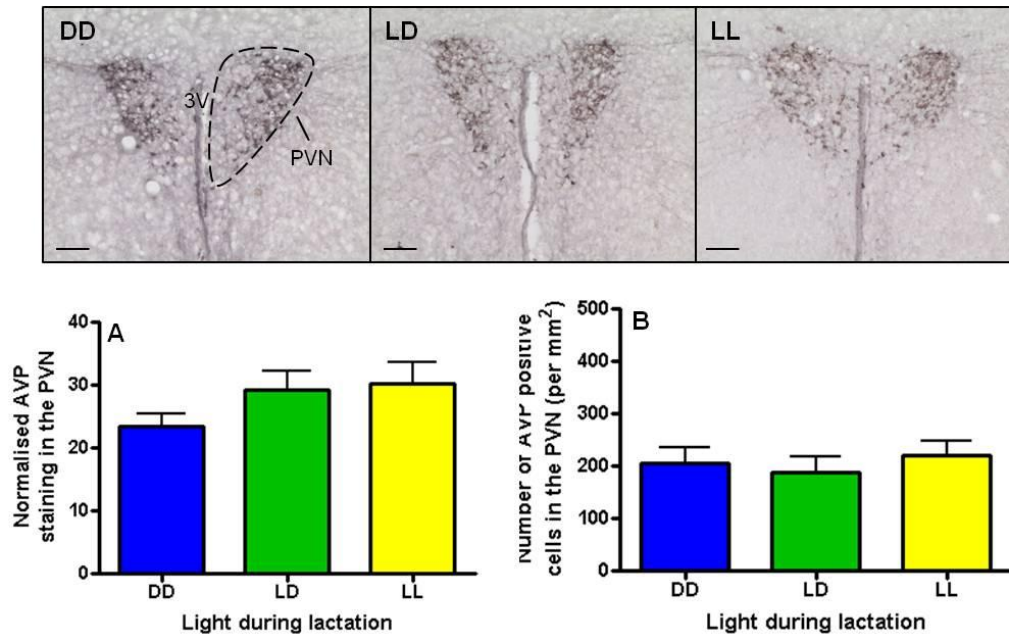 DD
LD
LL
3V
PVN
A
Normalised AVP
staining in the PVN
40
30
20
10
0
DD
LD
LL
Light during lactation
B
Number of AVP positive
cells in the PVN (per mm²)
500
400
300
200
100
0
DD
LD
LL
Light during lactation